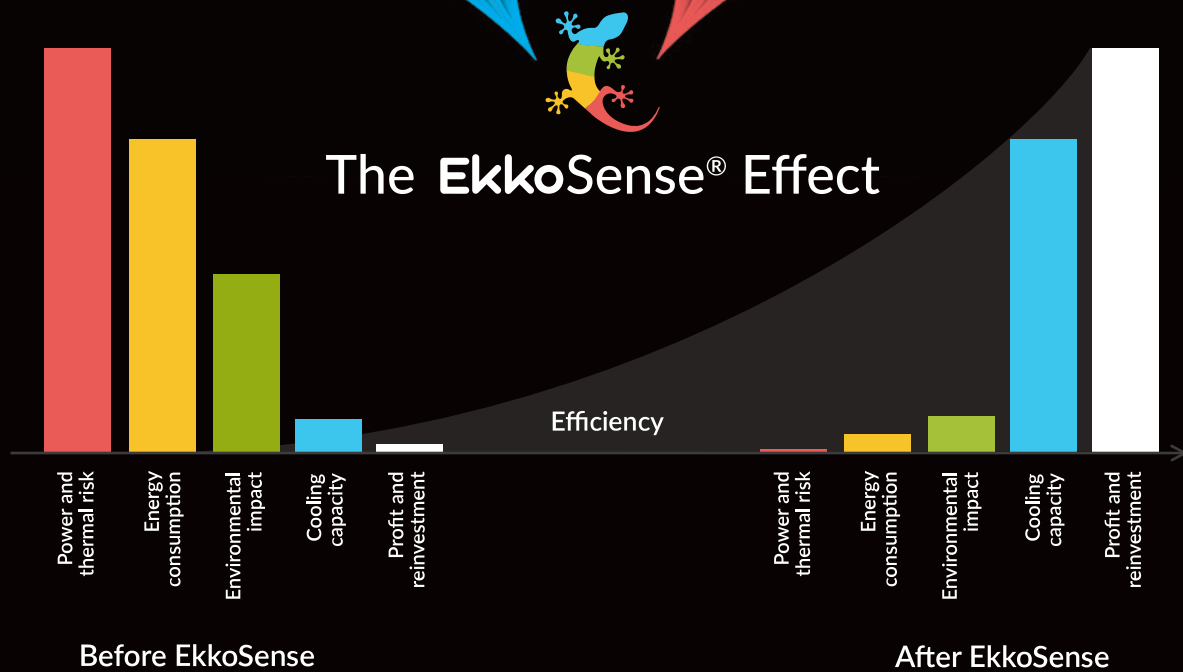 The EkkoSense® Effect
Efficiency
Power and
thermal risk
Energy
consumption
Environmental
impact
Cooling
capacity
Profit and
reinvestment
Power and
thermal risk
Energy
consumption
Environmental
impact
Cooling
capacity
Profit and
reinvestment
Before EkkoSense
After EkkoSense